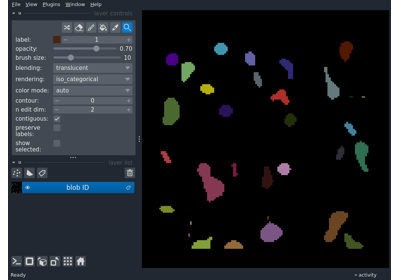 File View Plugins Window Help
layer controls
label: 1
opacity: 0.70
brush size: 10
blending: translucent
rendering: iso_categorical
color mode: auto
contour: 0
n edit dim: 2
contiguous:
preserve
labels:
show
selected:
layer list
blob ID
Ready
activity